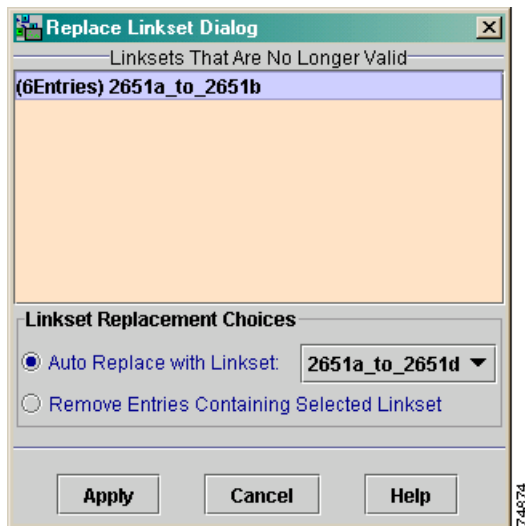 Replace Linkset Dialog
Linksets That Are No Longer Valid
(6Entries) 2651a_to_2651b
Linkset Replacement Choices
Auto Replace with Linkset: 2651a_to_2651d
Remove Entries Containing Selected Linkset
Apply Cancel Help
74874